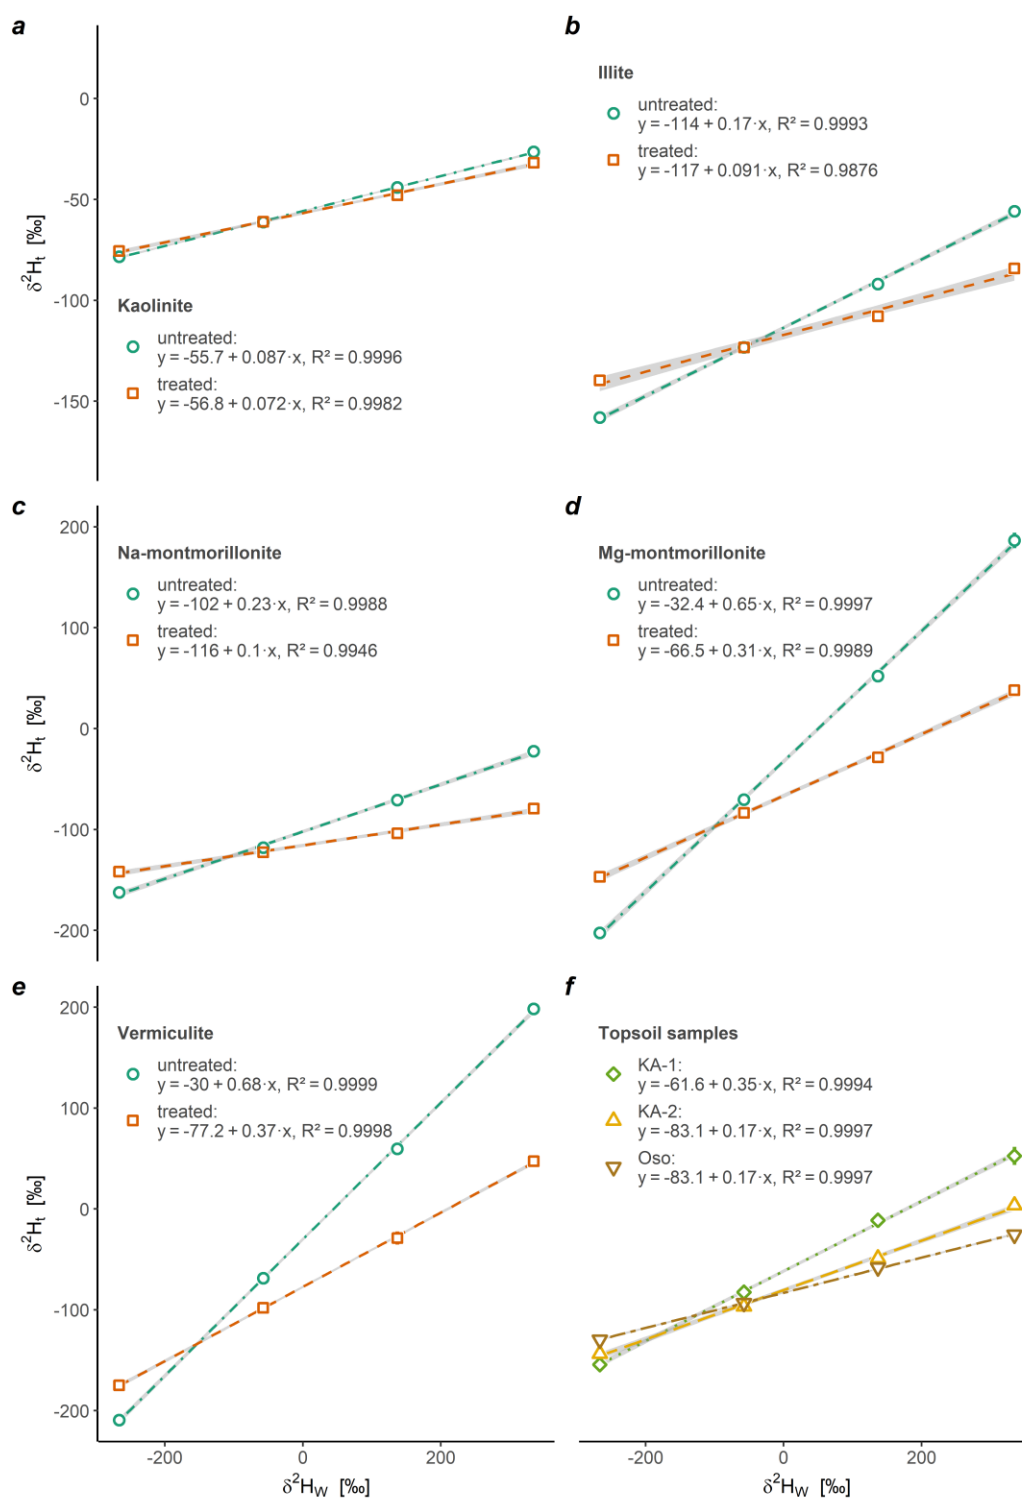 a
b
0
-50
-100
-150
δ²Hₜ [‰]
Kaolinite
untreated:
y = -55.7 + 0.087·x, R² = 0.9996
treated:
y = -56.8 + 0.072·x, R² = 0.9982
Illite
untreated:
y = -114 + 0.17·x, R² = 0.9993
treated:
y = -117 + 0.091·x, R² = 0.9876
c
d
200
100
0
-100
-200
δ²Hₜ [‰]
Na-montmorillonite
untreated:
y = -102 + 0.23·x, R² = 0.9988
treated:
y = -116 + 0.1·x, R² = 0.9946
Mg-montmorillonite
untreated:
y = -32.4 + 0.65·x, R² = 0.9997
treated:
y = -66.5 + 0.31·x, R² = 0.9989
e
f
200
100
0
-100
-200
δ²Hₜ [‰]
Vermiculite
untreated:
y = -30 + 0.68·x, R² = 0.9999
treated:
y = -77.2 + 0.37·x, R² = 0.9998
Topsoil samples
KA-1:
y = -61.6 + 0.35·x, R² = 0.9994
KA-2:
y = -83.1 + 0.17·x, R² = 0.9997
Oso:
y = -83.1 + 0.17·x, R² = 0.9997
-200 0 200
-200 0 200
δ²H_W [‰]
δ²H_W [‰]